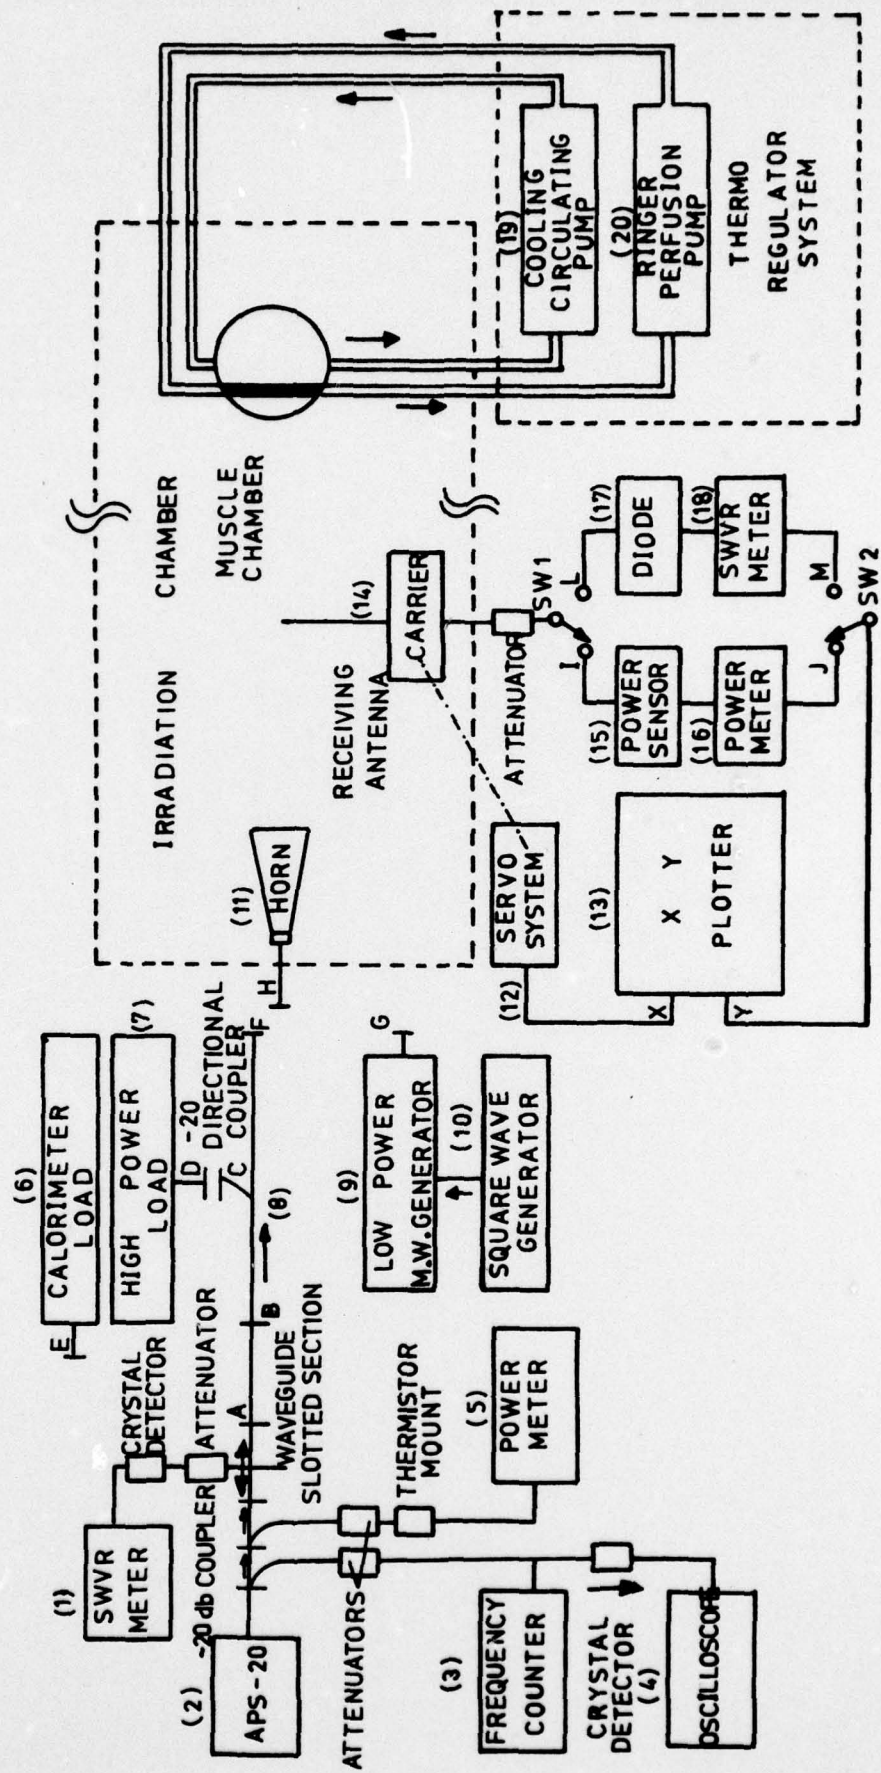 (1)
SWVR
METER
CRYSTAL
DETECTOR
ATTENUATOR
(2)
APS-20
-20 db COUPLER
A
B
WAVEGUIDE
SLOTTED SECTION
ATTENUATORS
THERMISTOR
MOUNT
(5)
POWER
METER
(3)
FREQUENCY
COUNTER
CRYSTAL
DETECTOR
(4)
OSCILLOSCOPE
(6)
CALORIMETER
LOAD
E
HIGH POWER
LOAD
(7)
D
-20
DIRECTIONAL
COUPLER
C
(8)
F
H
(9)
LOW POWER
M.W.GENERATOR
G
(10)
SQUARE WAVE
GENERATOR
(11)
HORN
IRRADIATION CHAMBER
MUSCLE
CHAMBER
RECEIVING
ANTENNA
(14)
CARRIER
ATTENUATOR
SW1
I
L
(12)
SERVO
SYSTEM
(13)
X Y
PLOTTER
X
Y
(15)
POWER
SENSOR
(16)
POWER
METER
J
(17)
DIODE
(18)
SWVR
METER
M
SW2
(19)
COOLING
CIRCULATING
PUMP
(20)
RINGER
PERFUSION
PUMP
THERMO
REGULATOR
SYSTEM